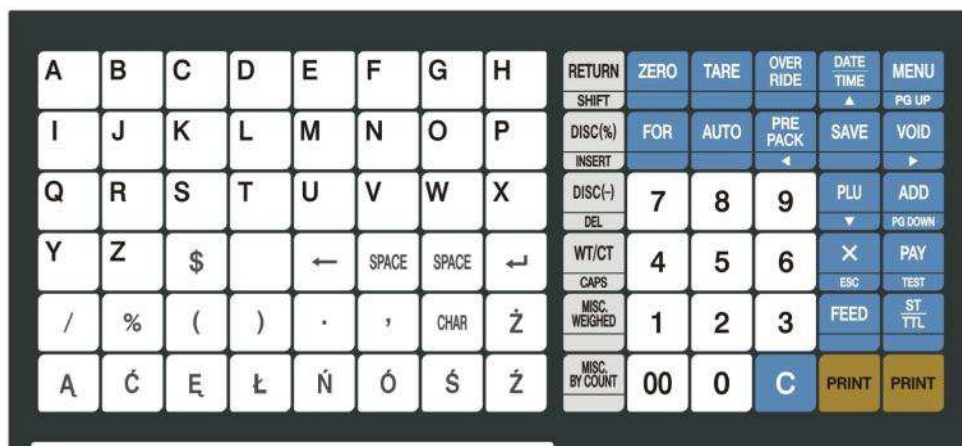 A B C D E F G H RETURN ZERO TARE OVER RIDE DATE TIME MENU
SHIFT ▲ PG UP
I J K L M N O P DISC(%) FOR AUTO PRE PACK SAVE VOID
INSERT ◀ ▶
Q R S T U V W X DISC(-) 7 8 9 PLU ADD
DEL ▼ PG DOWN
Y Z $ ← SPACE SPACE ↵ WT/CT 4 5 6 × PAY
CAPS ESC TEST
/ % ( ) . , CHAR Ż MISC. WEIGHED 1 2 3 FEED ST TTL
Ą Ć Ę Ł Ń Ó Ś Ź MISC. BY COUNT 00 0 C PRINT PRINT